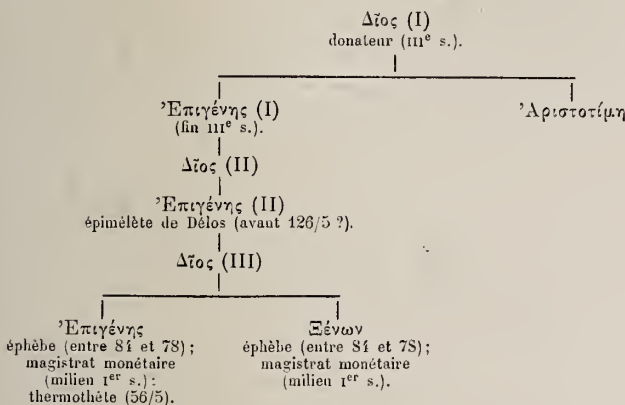 Δῖος (I)
donateur (IIIᵉ s.).
Ἐπιγένης (I) Ἀριστοτίμη
(fin IIIᵉ s.).
Δῖος (II)
Ἐπιγένης (II)
épimélète de Délos (avant 126/5 ?).
Δῖος (III)
Ἐπιγένης Ξένων
éphèbe (entre 84 et 78) ; éphèbe (entre 84 et 78) ;
magistrat monétaire magistrat monétaire
(milieu Iᵉʳ s.) : (milieu Iᵉʳ s.).
thermothète (56/5).